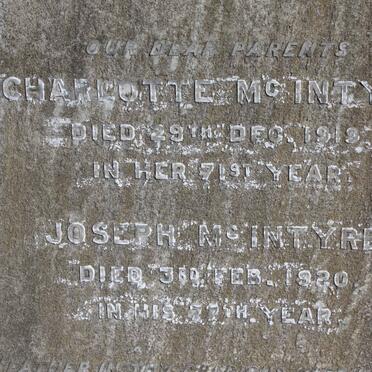 OUR DEAR PARENTS
CHARLOTTE MCINTY
DIED 29TH DEC. 1919
IN HER 71ST YEAR.
JOSEPH MCINTYRE
DIED 3RD FEB. 1920
IN HIS 77TH YEAR.